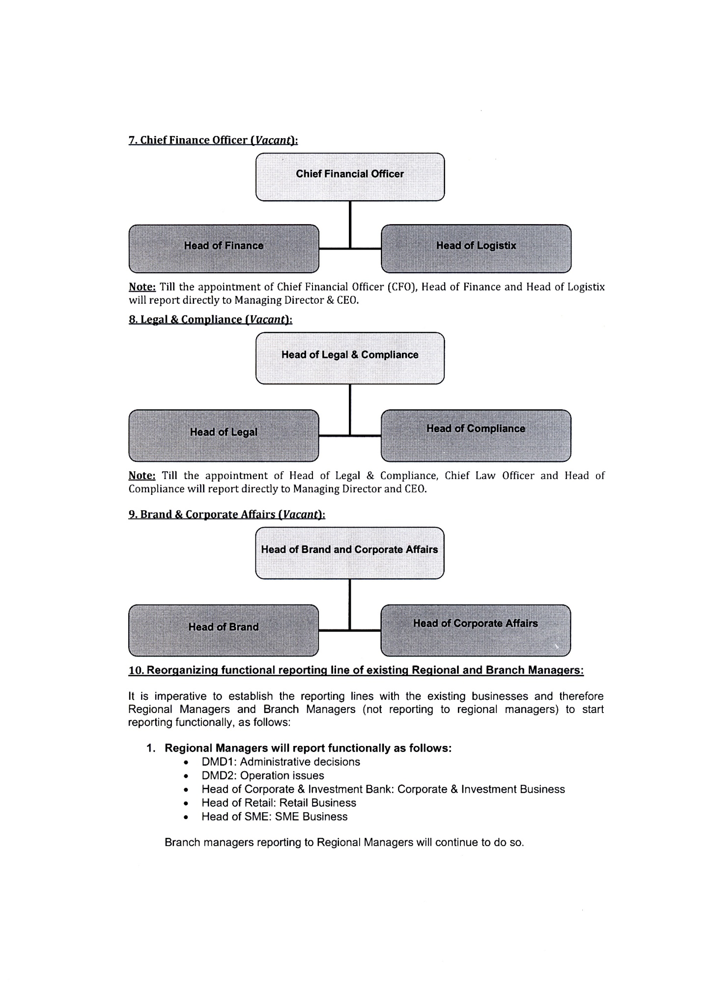 7. Chief Finance Officer (Vacant):
Chief Financial Officer
Head of Finance
Head of Logistix
Note: Till the appointment of Chief Financial Officer (CFO), Head of Finance and Head of Logistix
will report directly to Managing Director & CEO.
8. Legal & Compliance (Vacant):
Head of Legal & Compliance
Head of Legal
Head of Compliance
Note: Till the appointment of Head of Legal & Compliance, Chief Law Officer and Head of
Compliance will report directly to Managing Director and CEO.
9. Brand & Corporate Affairs (Vacant):
Head of Brand and Corporate Affairs
Head of Brand
Head of Corporate Affairs
10. Reorganizing functional reporting line of existing Regional and Branch Managers:
It is imperative to establish the reporting lines with the existing businesses and therefore
Regional Managers and Branch Managers (not reporting to regional managers) to start
reporting functionally, as follows:
1. Regional Managers will report functionally as follows:
• DMD1: Administrative decisions
• DMD2: Operation issues
• Head of Corporate & Investment Bank: Corporate & Investment Business
• Head of Retail: Retail Business
• Head of SME: SME Business
Branch managers reporting to Regional Managers will continue to do so.